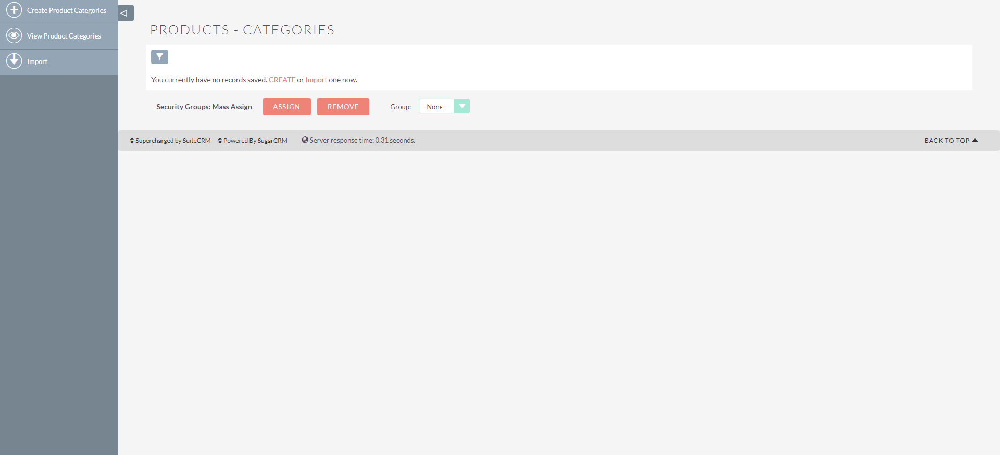 Create Product Categories
View Product Categories
Import
PRODUCTS - CATEGORIES
You currently have no records saved. CREATE or Import one now.
Security Groups: Mass Assign ASSIGN REMOVE Group: --None
© Supercharged by SuiteCRM © Powered By SugarCRM Server response time: 0.31 seconds. BACK TO TOP